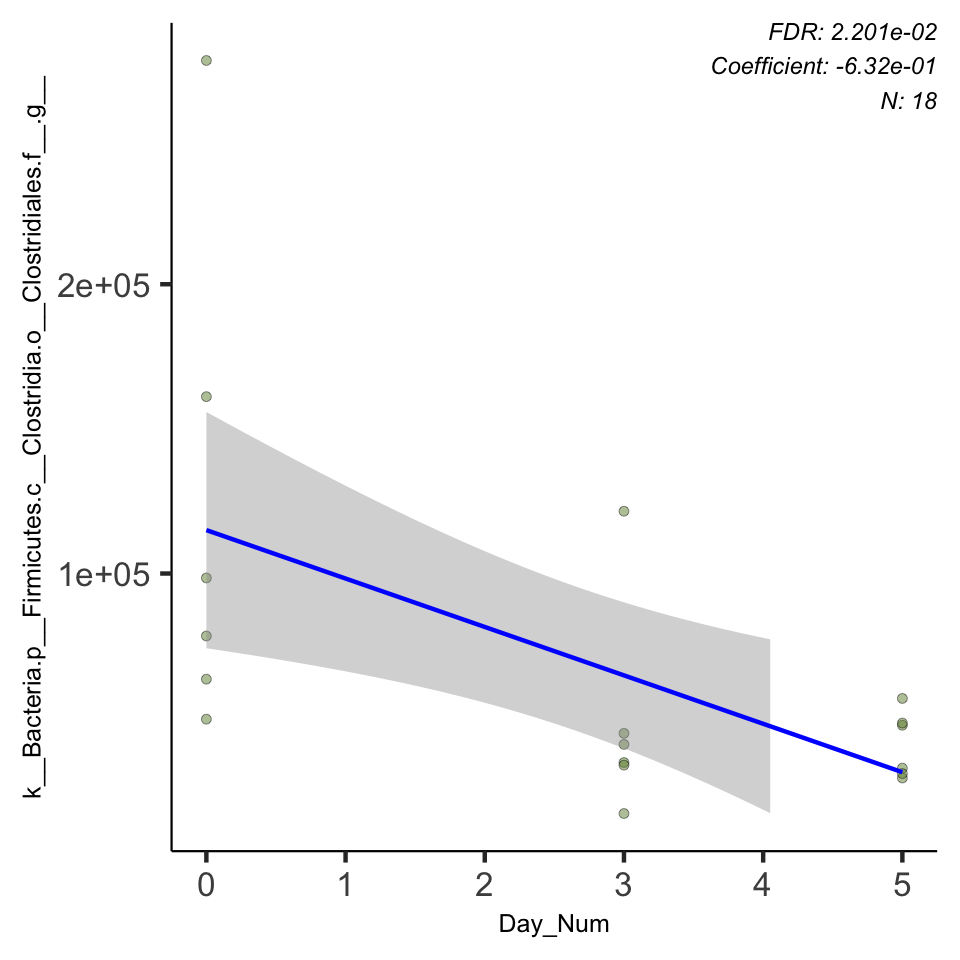 FDR: 2.201e-02
Coefficient: -6.32e-01
N: 18
k__Bacteria.p__Firmicutes.c__Clostridia.o__Clostridiales.f__.g__
2e+05
1e+05
0 1 2 3 4 5
Day_Num